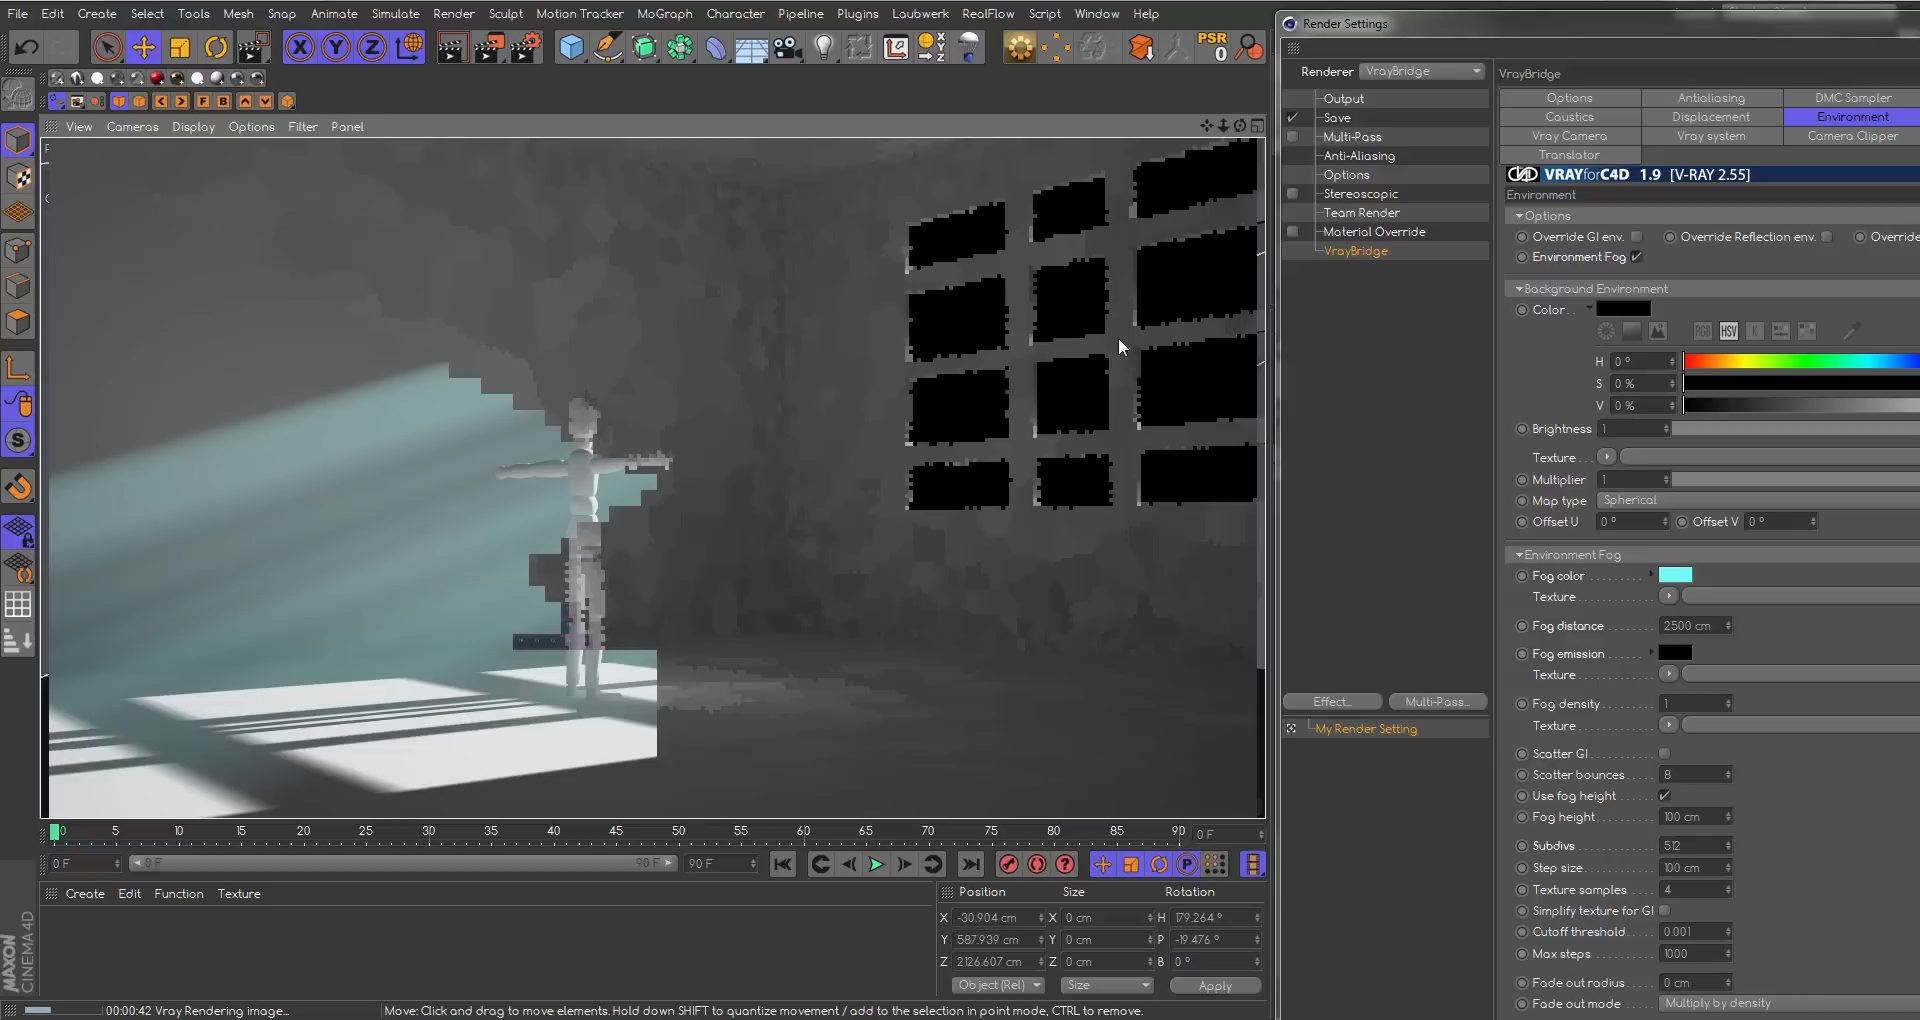 File Edit Create Select Tools Mesh Snap Animate Simulate Render Sculpt Motion Tracker MoGraph Character Pipeline Plugins Laubwerk RealFlow Script Window Help
PSR
0
F B
View Cameras Display Options Filter Panel
0 5 10 15 20 25 30 35 40 45 50 55 60 65 70 75 80 85 90 0 F
0 F 0 F 90 F 90 F
Create Edit Function Texture
Position Size Rotation
X -30.904 cm X 0 cm H 179.264 °
Y 587.939 cm Y 0 cm P -19.476 °
Z 2126.607 cm Z 0 cm B 0 °
Object (Rel) Size Apply
MAXON
CINEMA4D
00:00:42 Vray Rendering image... Move: Click and drag to move elements. Hold down SHIFT to quantize movement / add to the selection in point mode, CTRL to remove.
Render Settings
Renderer VrayBridge
Output
Save
Multi-Pass
Anti-Aliasing
Options
Stereoscopic
Team Render
Material Override
VrayBridge
Effect... Multi-Pass...
My Render Setting
VrayBridge
Options Antialiasing DMC Sampler
Caustics Displacement Environment
Vray Camera Vray system Camera Clipper
Translator
VRAYforC4D 1.9 [V-RAY 2.55]
Environment
Options
Override GI env. Override Reflection env. Override
Environment Fog
Background Environment
Color
RGB HSV K
H 0 °
S 0 %
V 0 %
Brightness 1
Texture
Multiplier 1
Map type Spherical
Offset U 0 ° Offset V 0 °
Environment Fog
Fog color
Texture
Fog distance 2500 cm
Fog emission
Texture
Fog density 1
Texture
Scatter GI
Scatter bounces 8
Use fog height
Fog height 100 cm
Subdivs 512
Step size 100 cm
Texture samples 4
Simplify texture for GI
Cutoff threshold 0.001
Max steps 1000
Fade out radius 0 cm
Fade out mode Multiply by density